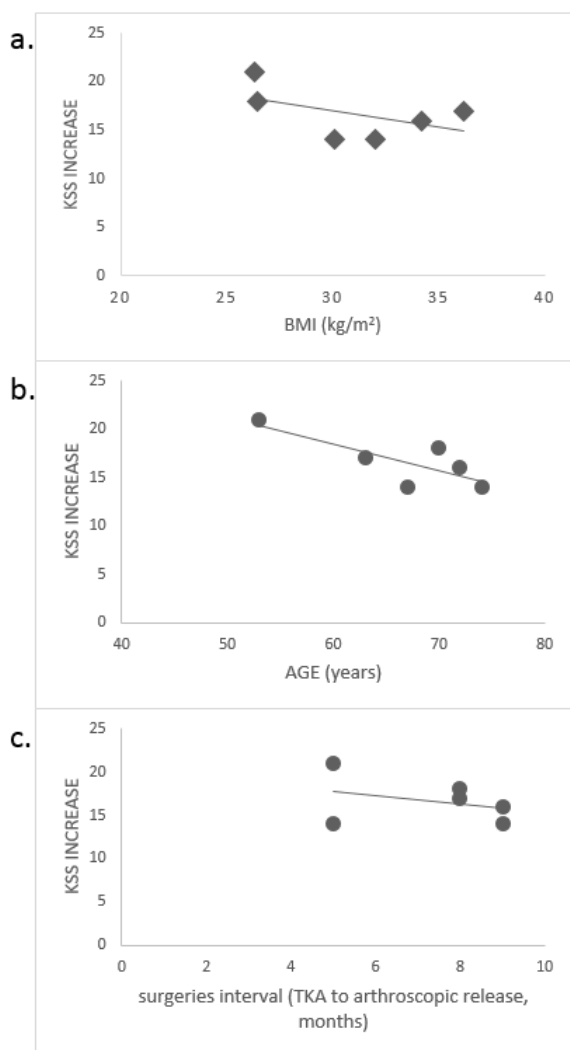 a.
KSS INCREASE
25
20
15
10
5
0
20 25 30 35 40
BMI (kg/m²)
b.
KSS INCREASE
25
20
15
10
5
0
40 50 60 70 80
AGE (years)
c.
KSS INCREASE
25
20
15
10
5
0
0 2 4 6 8 10
surgeries interval (TKA to arthroscopic release,
months)